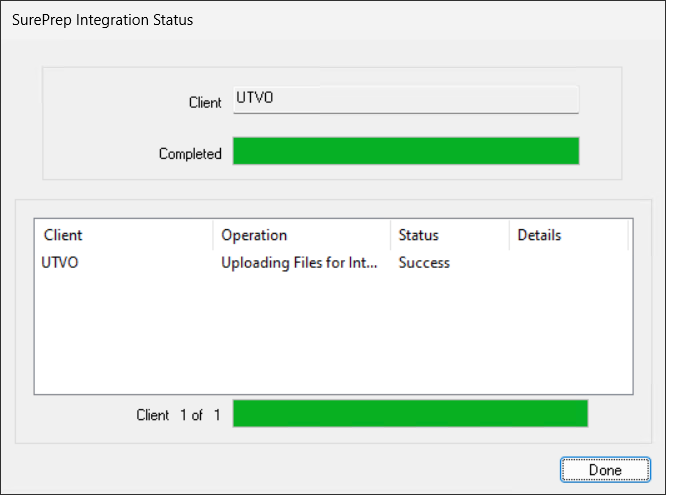 SurePrep Integration Status
Client UTVO
Completed
Client Operation Status Details
UTVO Uploading Files for Int... Success
Client 1 of 1
Done